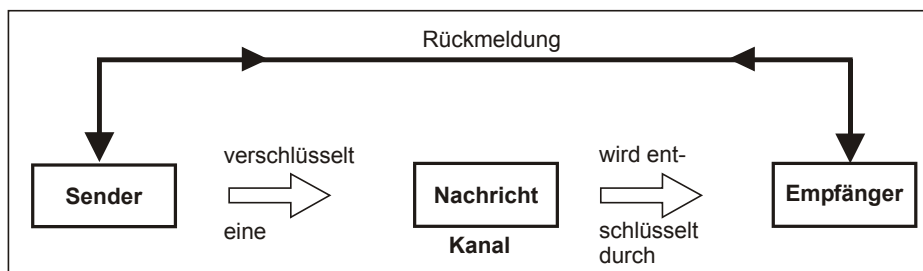 Rückmeldung
Sender
verschlüsselt
eine
Nachricht
Kanal
wird ent-
schlüsselt
durch
Empfänger